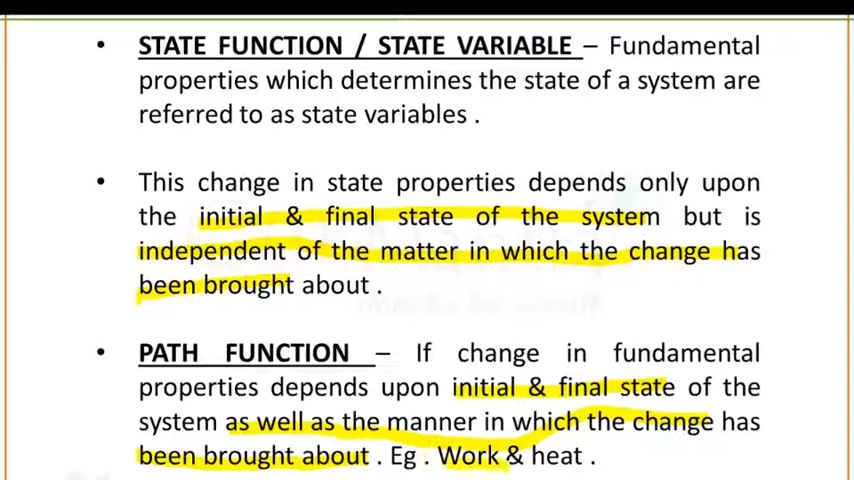 • STATE FUNCTION / STATE VARIABLE – Fundamental
properties which determines the state of a system are
referred to as state variables .
• This change in state properties depends only upon
the initial & final state of the system but is
independent of the matter in which the change has
been brought about .
• PATH FUNCTION – If change in fundamental
properties depends upon initial & final state of the
system as well as the manner in which the change has
been brought about . Eg . Work & heat .